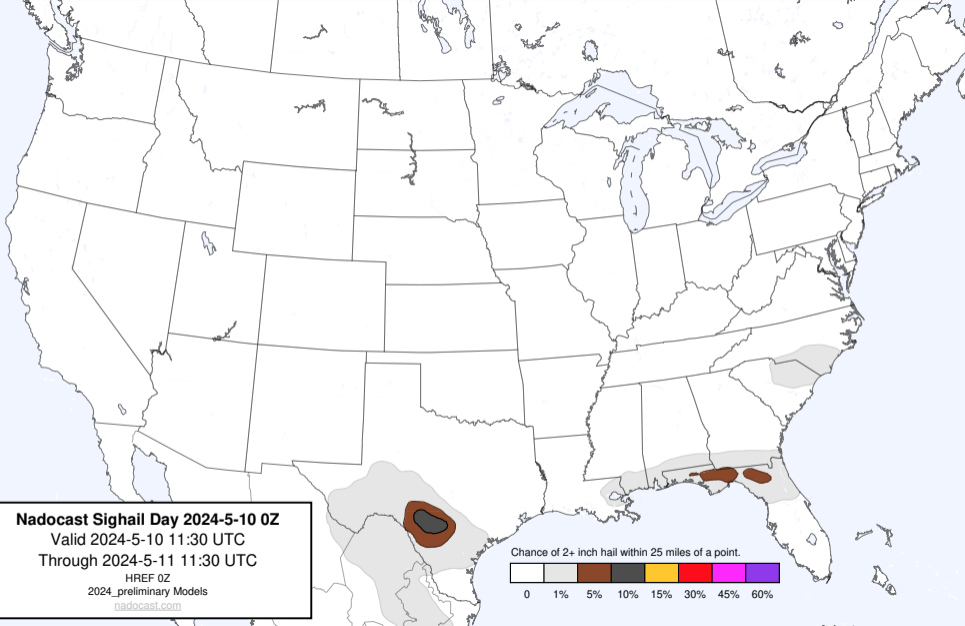 Nadocast Sighail Day 2024-5-10 0Z
Valid 2024-5-10 11:30 UTC
Through 2024-5-11 11:30 UTC
HREF 0Z
2024_preliminary Models
nadocast.com
Chance of 2+ inch hail within 25 miles of a point.
0 1% 5% 10% 15% 30% 45% 60%